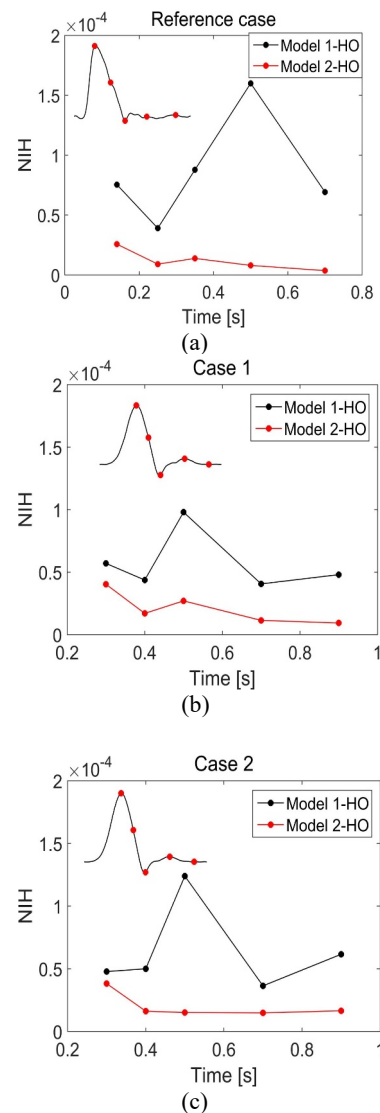 Reference case
×10-4
2
1.5
1
0.5
0
NIH
Model 1-HO
Model 2-HO
0 0.2 0.4 0.6 0.8
Time [s]
(a)
Case 1
×10-4
2
1.5
1
0.5
0
NIH
Model 1-HO
Model 2-HO
0.2 0.4 0.6 0.8 1
Time [s]
(b)
Case 2
×10-4
2
1.5
1
0.5
0
NIH
Model 1-HO
Model 2-HO
0.2 0.4 0.6 0.8 1
Time [s]
(c)